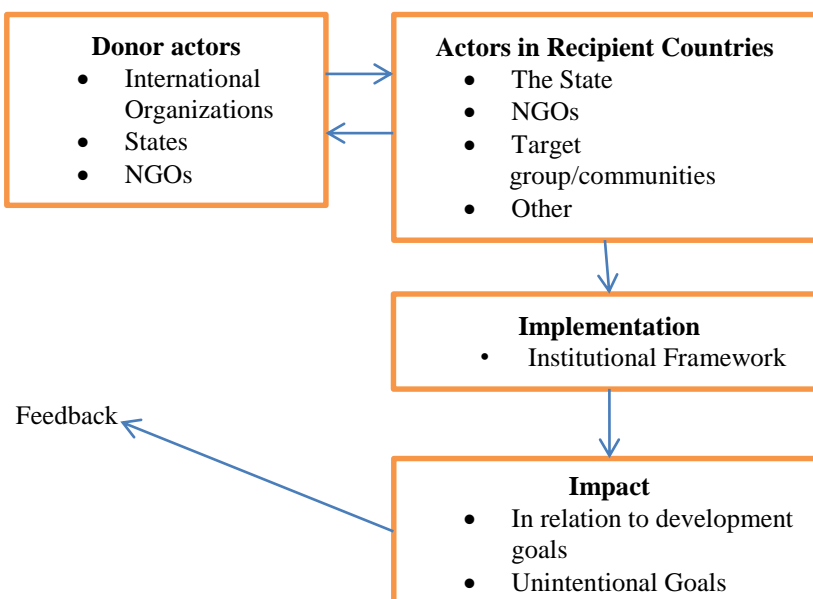 Donor actors
• International
Organizations
• States
• NGOs
Actors in Recipient Countries
• The State
• NGOs
• Target
group/communities
• Other
Implementation
• Institutional Framework
Feedback
Impact
• In relation to development
goals
• Unintentional Goals